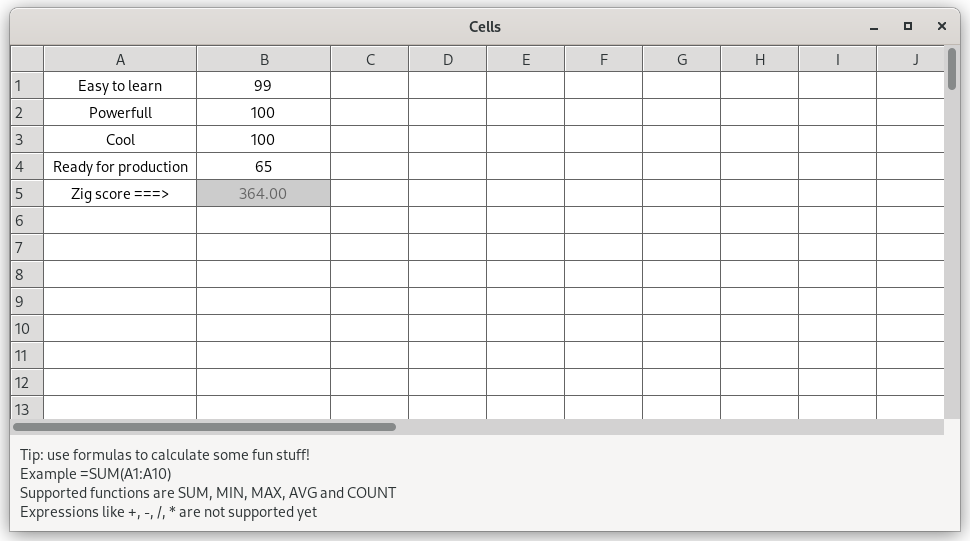 Cells
A B C D E F G H I J
1 Easy to learn 99
2 Powerfull 100
3 Cool 100
4 Ready for production 65
5 Zig score ===> 364.00
6
7
8
9
10
11
12
13
Tip: use formulas to calculate some fun stuff!
Example =SUM(A1:A10)
Supported functions are SUM, MIN, MAX, AVG and COUNT
Expressions like +, -, /, * are not supported yet